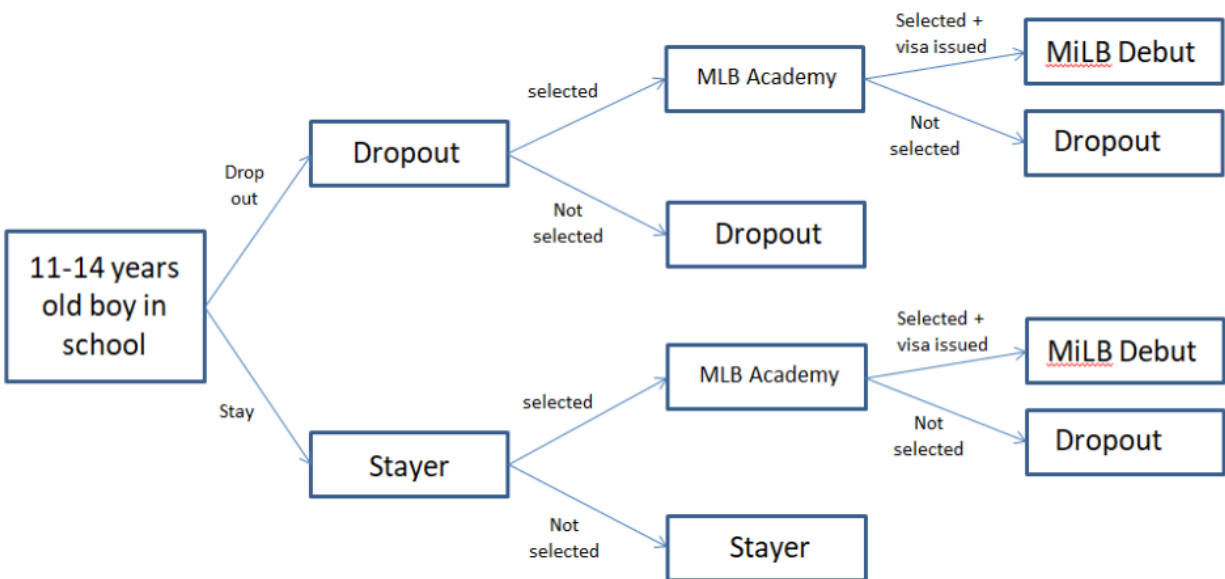 11-14 years
old boy in
school
Drop
out
Stay
Dropout
Stayer
selected
Not
selected
selected
Not
selected
MLB Academy
Dropout
MLB Academy
Stayer
Selected +
visa issued
Not
selected
Selected +
visa issued
Not
selected
MiLB Debut
Dropout
MiLB Debut
Dropout